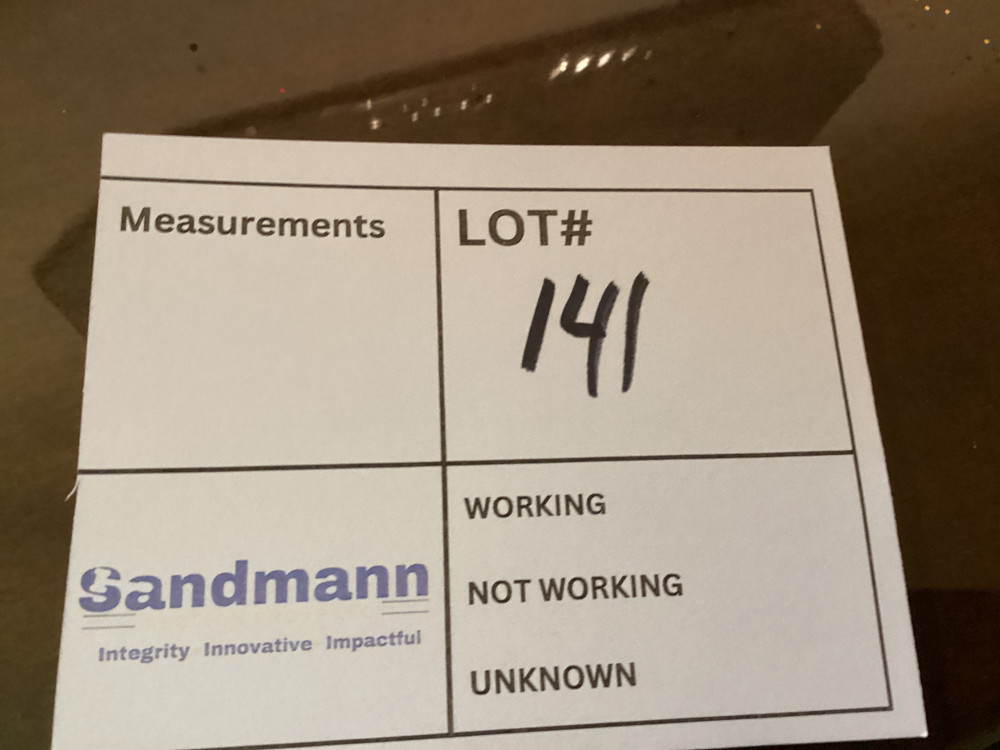 Measurements
LOT#
141
WORKING
NOT WORKING
UNKNOWN
Sandmann
Integrity Innovative Impactful